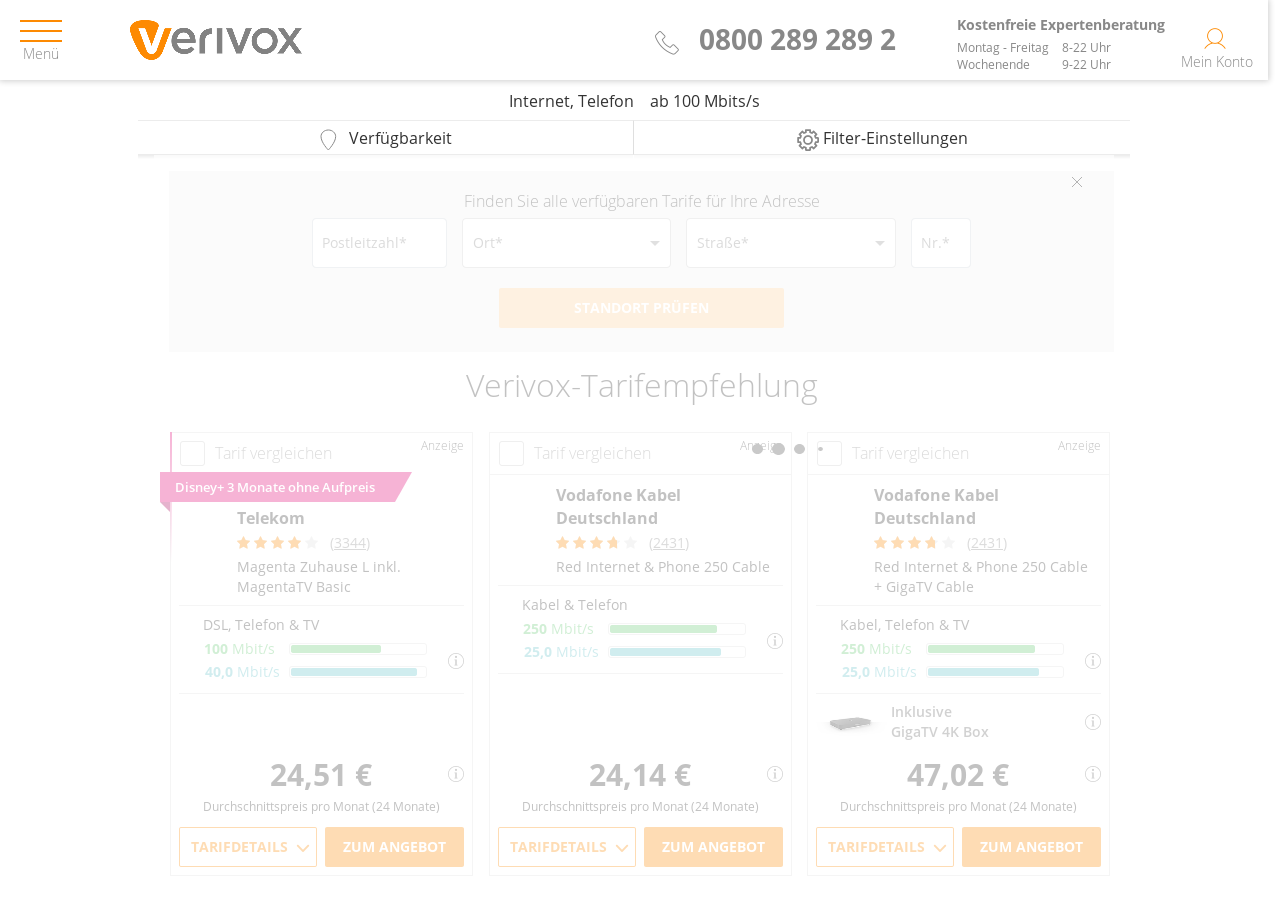 Menü
verivox
0800 289 289 2
Kostenfreie Expertenberatung
Montag - Freitag 8-22 Uhr
Wochenende 9-22 Uhr
Mein Konto
Internet, Telefon ab 100 Mbits/s
Verfügbarkeit
Filter-Einstellungen
Finden Sie alle verfügbaren Tarife für Ihre Adresse
Postleitzahl* Ort* Straße* Nr.*
STANDORT PRÜFEN
Verivox-Tarifempfehlung
Tarif vergleichen
Anzeige
Disney+ 3 Monate ohne Aufpreis
Telekom
(3344)
Magenta Zuhause L inkl.
MagentaTV Basic
DSL, Telefon & TV
100 Mbit/s
40,0 Mbit/s
24,51 €
Durchschnittspreis pro Monat (24 Monate)
TARIFDETAILS
ZUM ANGEBOT
Tarif vergleichen
Anzeige
Vodafone Kabel
Deutschland
(2431)
Red Internet & Phone 250 Cable
Kabel & Telefon
250 Mbit/s
25,0 Mbit/s
24,14 €
Durchschnittspreis pro Monat (24 Monate)
TARIFDETAILS
ZUM ANGEBOT
Tarif vergleichen
Anzeige
Vodafone Kabel
Deutschland
(2431)
Red Internet & Phone 250 Cable
+ GigaTV Cable
Kabel, Telefon & TV
250 Mbit/s
25,0 Mbit/s
Inklusive
GigaTV 4K Box
47,02 €
Durchschnittspreis pro Monat (24 Monate)
TARIFDETAILS
ZUM ANGEBOT